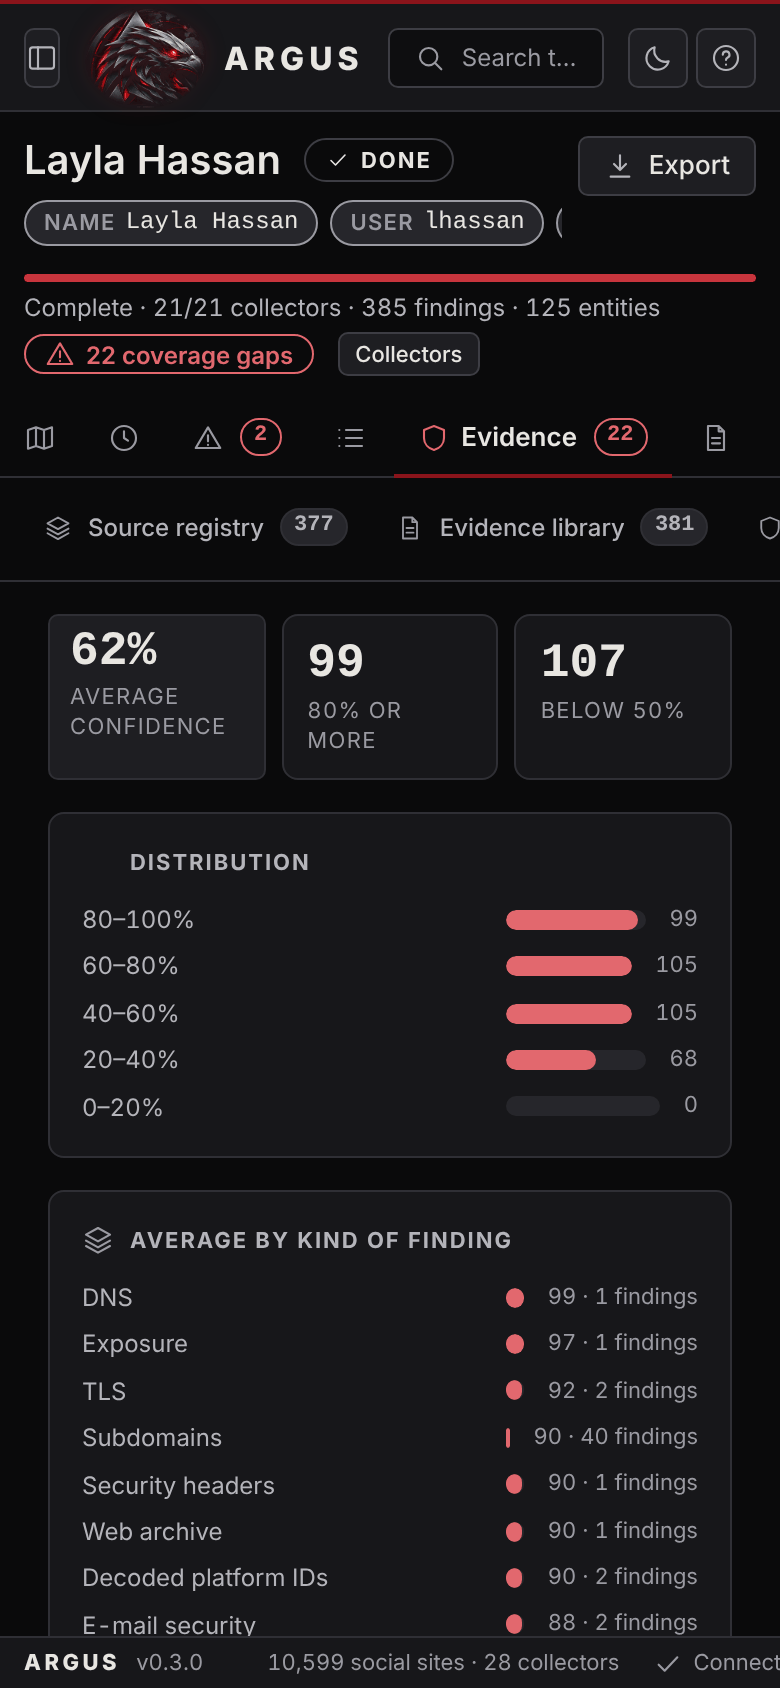 ARGUS
Search t...
Layla Hassan
DONE
Export
NAME Layla Hassan
USER lhassan
Complete · 21/21 collectors · 385 findings · 125 entities
22 coverage gaps
Collectors
2
Evidence 22
Source registry 377
Evidence library 381
62%
AVERAGE
CONFIDENCE
99
80% OR
MORE
107
BELOW 50%
DISTRIBUTION
80–100% 99
60–80% 105
40–60% 105
20–40% 68
0–20% 0
AVERAGE BY KIND OF FINDING
DNS 99 · 1 findings
Exposure 97 · 1 findings
TLS 92 · 2 findings
Subdomains 90 · 40 findings
Security headers 90 · 1 findings
Web archive 90 · 1 findings
Decoded platform IDs 90 · 2 findings
E-mail security 88 · 2 findings
ARGUS v0.3.0 10,599 social sites · 28 collectors